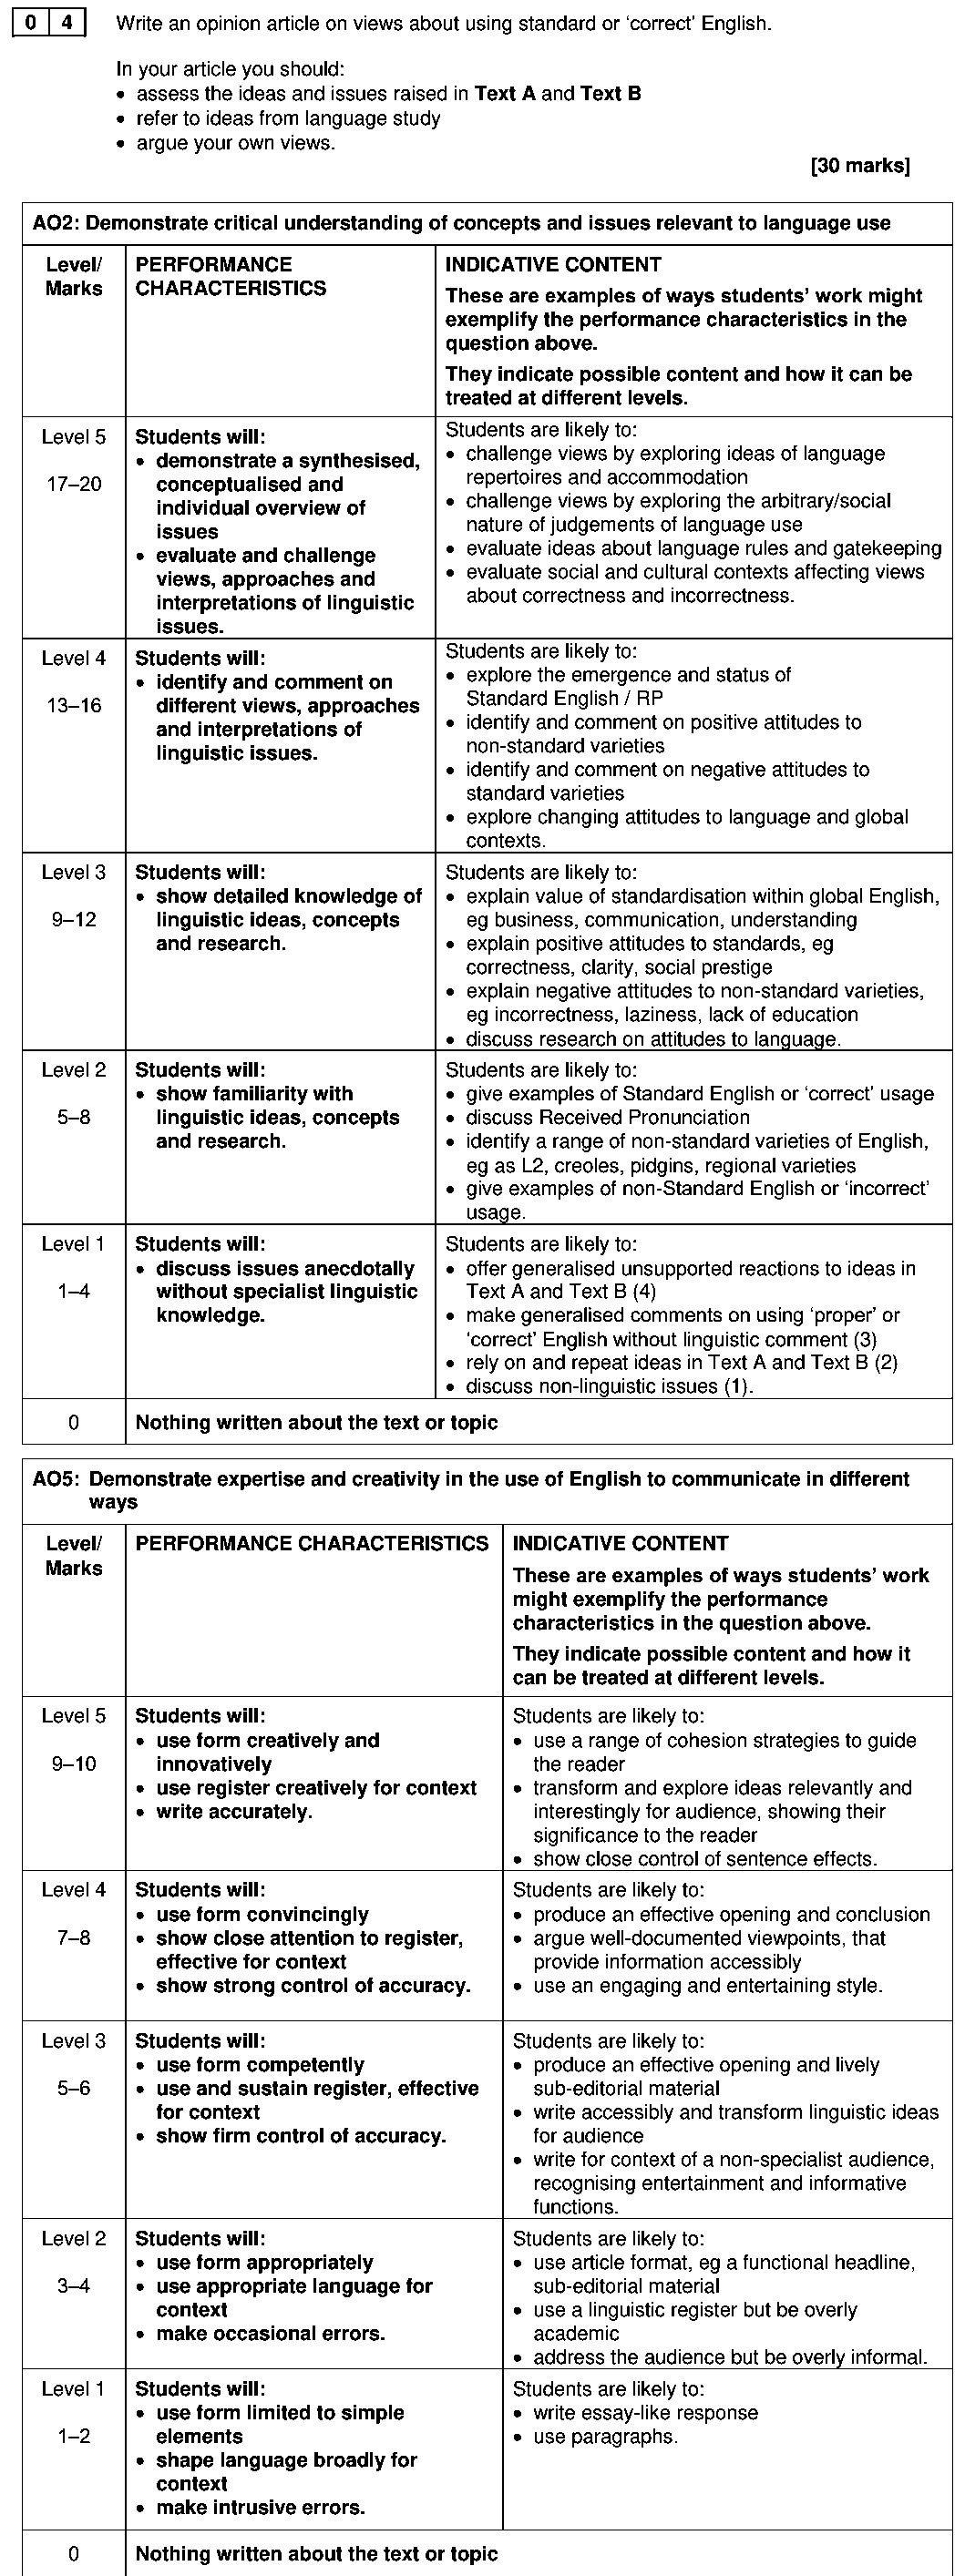 0 4 Write an opinion article on views about using standard or ‘correct’ English.
In your article you should:
• assess the ideas and issues raised in Text A and Text B
• refer to ideas from language study
• argue your own views.
[30 marks]
AO2: Demonstrate critical understanding of concepts and issues relevant to language use
Level/
Marks
PERFORMANCE
CHARACTERISTICS
INDICATIVE CONTENT
These are examples of ways students’ work might
exemplify the performance characteristics in the
question above.
They indicate possible content and how it can be
treated at different levels.
Level 5
17–20
Students will:
• demonstrate a synthesised,
conceptualised and
individual overview of
issues
• evaluate and challenge
views, approaches and
interpretations of linguistic
issues.
Students are likely to:
• challenge views by exploring ideas of language
repertoires and accommodation
• challenge views by exploring the arbitrary/social
nature of judgements of language use
• evaluate ideas about language rules and gatekeeping
• evaluate social and cultural contexts affecting views
about correctness and incorrectness.
Level 4
13–16
Students will:
• identify and comment on
different views, approaches
and interpretations of
linguistic issues.
Students are likely to:
• explore the emergence and status of
Standard English / RP
• identify and comment on positive attitudes to
non-standard varieties
• identify and comment on negative attitudes to
standard varieties
• explore changing attitudes to language and global
contexts.
Level 3
9–12
Students will:
• show detailed knowledge of
linguistic ideas, concepts
and research.
Students are likely to:
• explain value of standardisation within global English,
eg business, communication, understanding
• explain positive attitudes to standards, eg
correctness, clarity, social prestige
• explain negative attitudes to non-standard varieties,
eg incorrectness, laziness, lack of education
• discuss research on attitudes to language.
Level 2
5–8
Students will:
• show familiarity with
linguistic ideas, concepts
and research.
Students are likely to:
• give examples of Standard English or ‘correct’ usage
• discuss Received Pronunciation
• identify a range of non-standard varieties of English,
eg as L2, creoles, pidgins, regional varieties
• give examples of non-Standard English or ‘incorrect’
usage.
Level 1
1–4
Students will:
• discuss issues anecdotally
without specialist linguistic
knowledge.
Students are likely to:
• offer generalised unsupported reactions to ideas in
Text A and Text B (4)
• make generalised comments on using ‘proper’ or
‘correct’ English without linguistic comment (3)
• rely on and repeat ideas in Text A and Text B (2)
• discuss non-linguistic issues (1).
0
Nothing written about the text or topic
AO5: Demonstrate expertise and creativity in the use of English to communicate in different
ways
Level/
Marks
PERFORMANCE CHARACTERISTICS
INDICATIVE CONTENT
These are examples of ways students’ work
might exemplify the performance
characteristics in the question above.
They indicate possible content and how it
can be treated at different levels.
Level 5
9–10
Students will:
• use form creatively and
innovatively
• use register creatively for context
• write accurately.
Students are likely to:
• use a range of cohesion strategies to guide
the reader
• transform and explore ideas relevantly and
interestingly for audience, showing their
significance to the reader
• show close control of sentence effects.
Level 4
7–8
Students will:
• use form convincingly
• show close attention to register,
effective for context
• show strong control of accuracy.
Students are likely to:
• produce an effective opening and conclusion
• argue well-documented viewpoints, that
provide information accessibly
• use an engaging and entertaining style.
Level 3
5–6
Students will:
• use form competently
• use and sustain register, effective
for context
• show firm control of accuracy.
Students are likely to:
• produce an effective opening and lively
sub-editorial material
• write accessibly and transform linguistic ideas
for audience
• write for context of a non-specialist audience,
recognising entertainment and informative
functions.
Level 2
3–4
Students will:
• use form appropriately
• use appropriate language for
context
• make occasional errors.
Students are likely to:
• use article format, eg a functional headline,
sub-editorial material
• use a linguistic register but be overly
academic
• address the audience but be overly informal.
Level 1
1–2
Students will:
• use form limited to simple
elements
• shape language broadly for
context
• make intrusive errors.
Students are likely to:
• write essay-like response
• use paragraphs.
0
Nothing written about the text or topic